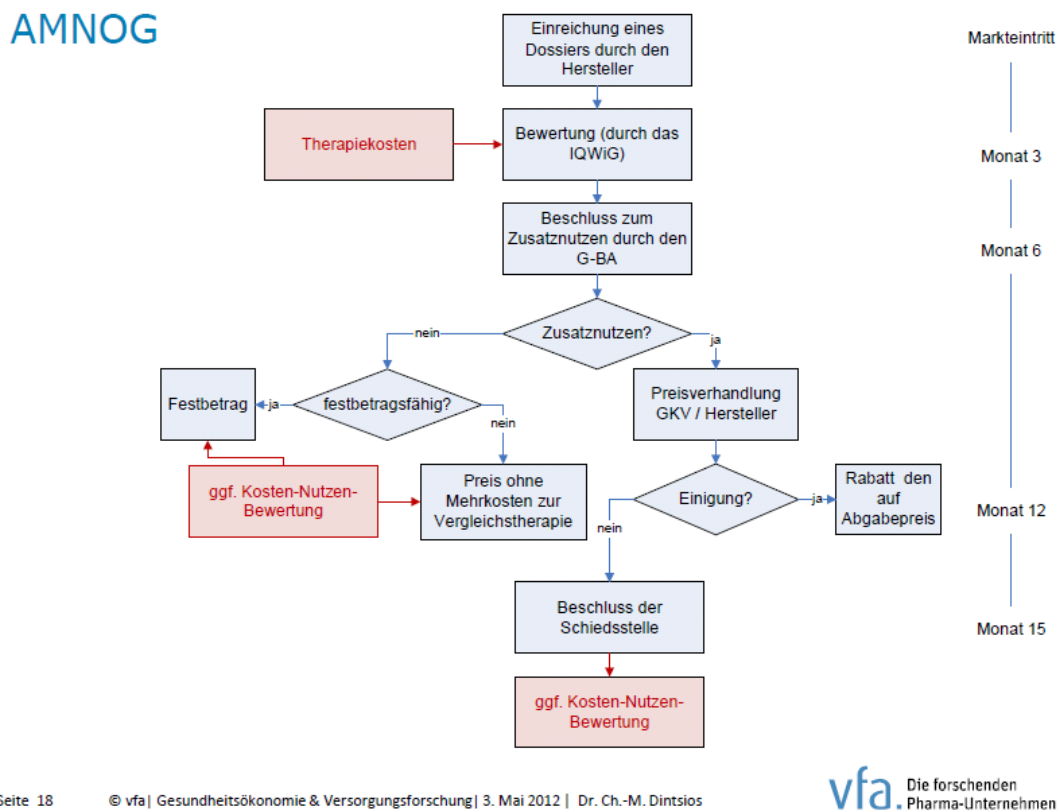 AMNOG
Einreichung eines
Dossiers durch den
Hersteller
Markteintritt
Therapiekosten
Bewertung (durch das
IQWiG)
Monat 3
Beschluss zum
Zusatznutzen durch den
G-BA
Monat 6
Zusatznutzen?
nein
ja
Festbetrag
ja
festbetragsfähig?
nein
Preisverhandlung
GKV / Hersteller
ggf. Kosten-Nutzen-
Bewertung
Preis ohne
Mehrkosten zur
Vergleichstherapie
Einigung?
ja
nein
Rabatt den
auf
Abgabepreis
Monat 12
Beschluss der
Schiedsstelle
Monat 15
ggf. Kosten-Nutzen-
Bewertung
Seite 18
© vfa| Gesundheitsökonomie & Versorgungsforschung| 3. Mai 2012 | Dr. Ch.-M. Dintsios
vfa. Die forschenden
Pharma-Unternehmen